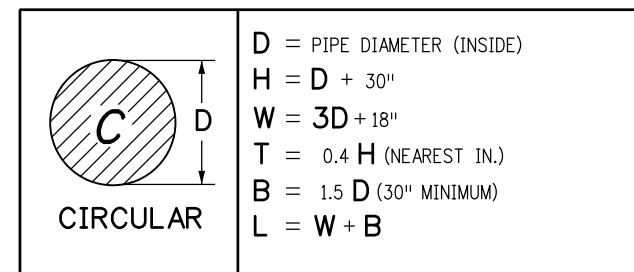 C
D
CIRCULAR
D = PIPE DIAMETER (INSIDE)
H = D + 30"
W = 3D + 18"
T = 0.4 H (NEAREST IN.)
B = 1.5 D (30" MINIMUM)
L = W + B